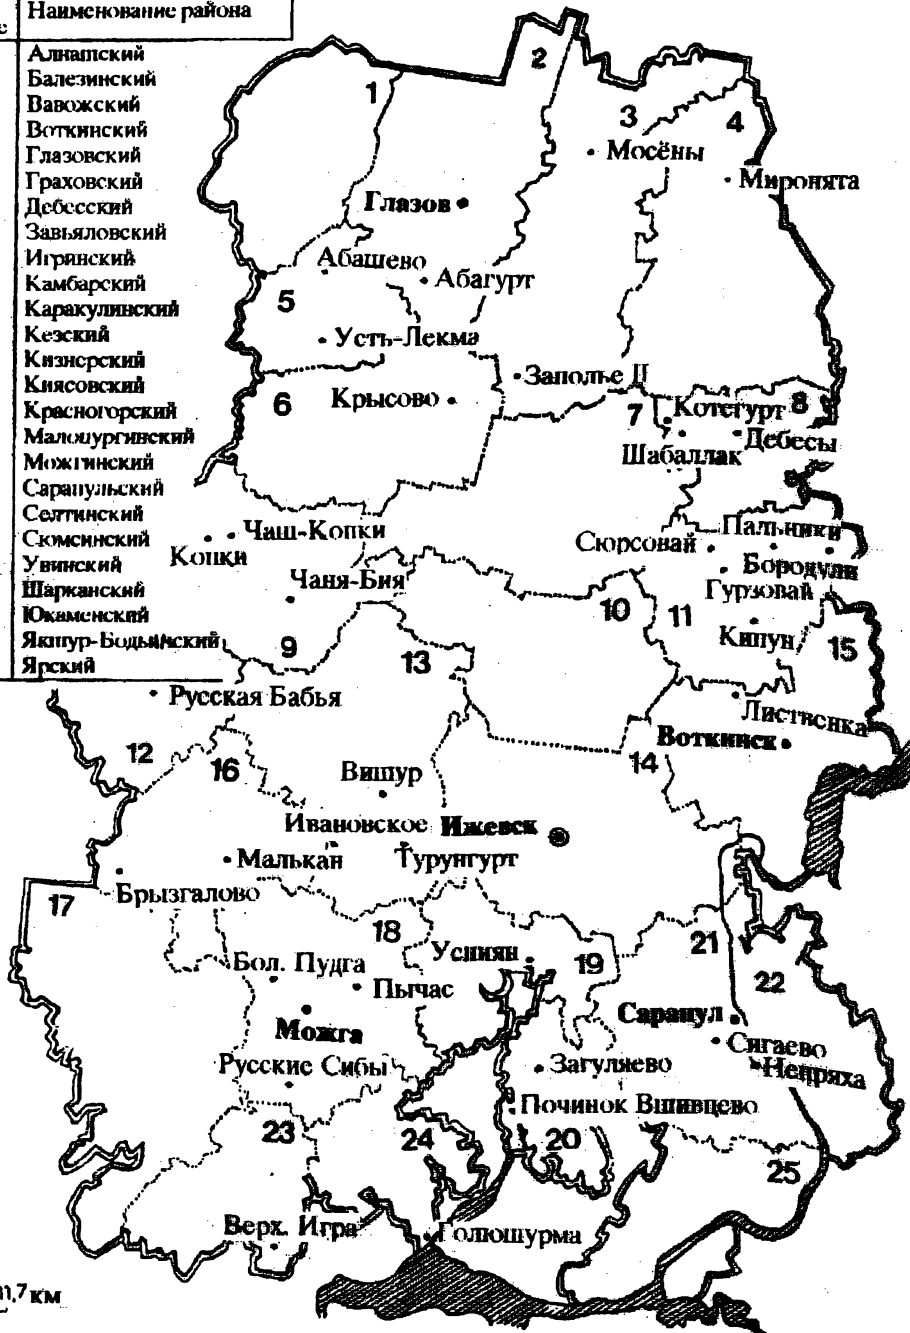 Наименование района
Алнашский
Балезинский
Вавожский
Воткинский
Глазовский
Граховский
Дебесский
Завьяловский
Игринский
Камбарский
Каракулинский
Кезский
Кизнерский
Киясовский
Красногорский
Малопургинский
Можгинский
Сарапульский
Селтинский
Сюмсинский
Увинский
Шарканский
Юкаменский
Якшур-Бодьинский
Ярский
1
2
3
4
Мосёны
Миронята
Глазов
Абашево
Абагурт
5
Усть-Лекма
Заполье II
6
Крысово
7
Котегурт
8
Шабаллак
Дебесы
Чаш-Копки
Копки
Сюрсовай
Пальники
Бородули
Чаня-Бия
Гурзовай
10
11
Кипун
15
9
13
Русская Бабья
Лиственка
Воткинск
12
16
14
Вишур
Ивановское
Ижевск
Малькан
Турунгурт
17
Брызгалово
18
21
Усниян
19
22
Бол. Пудга
Пычас
Можга
Сарапул
Сигаево
Непряха
Русские Сибы
Загуляево
Починок Вшивцево
23
24
20
25
Верх. Игра
Голюшурма
км